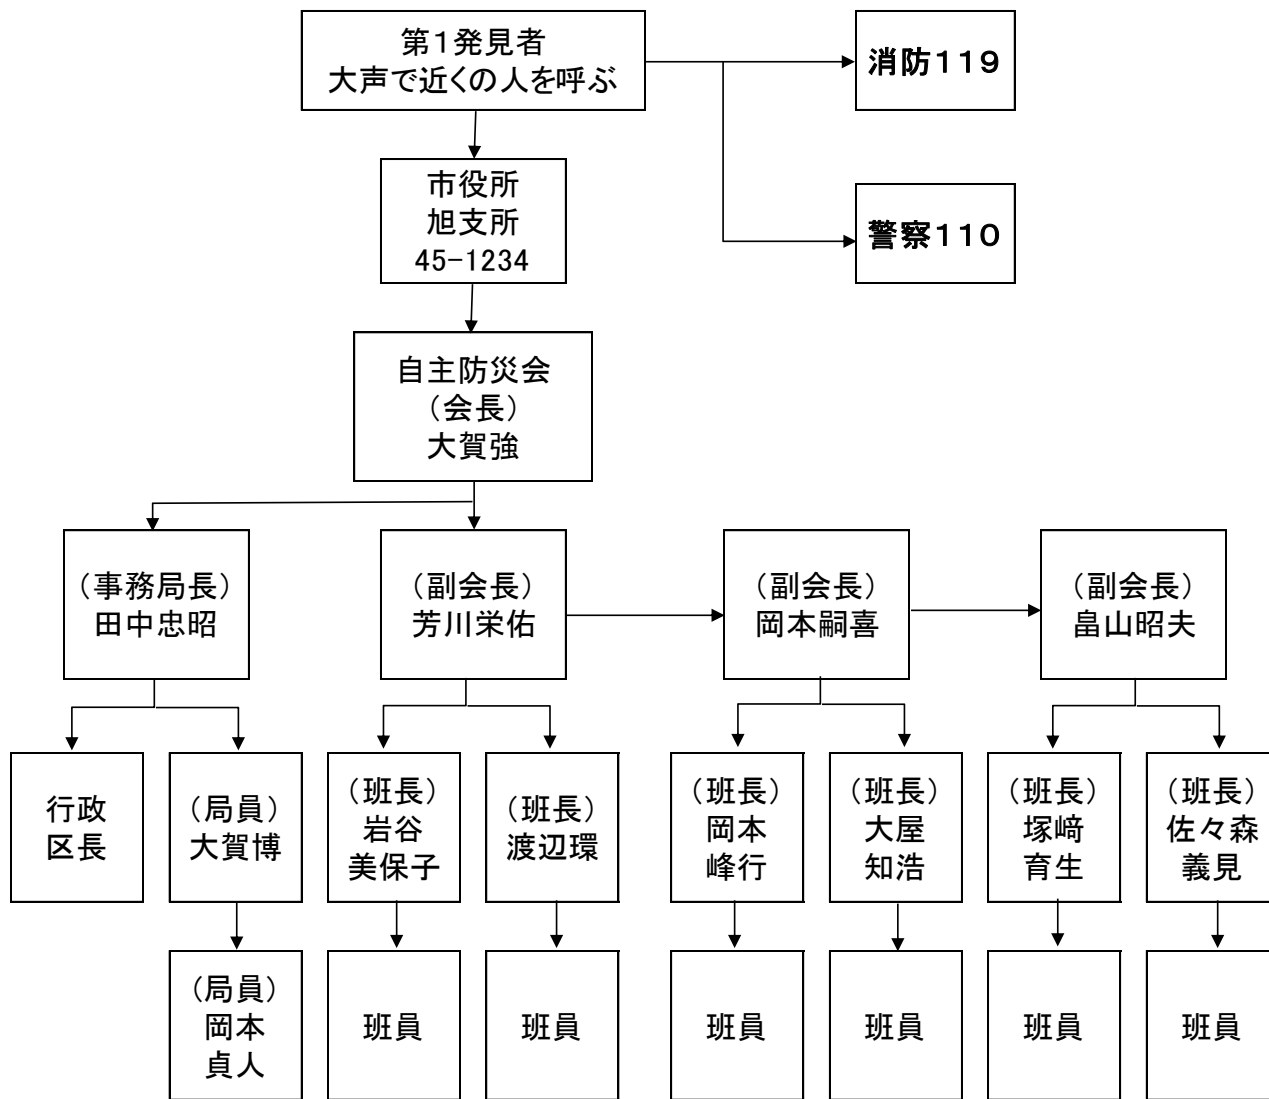 第１発見者
大声で近くの人を呼ぶ
消防１１９
市役所
旭支所
45-1234
警察１１０
自主防災会
（会長）
大賀強
（事務局長）
田中忠昭
（副会長）
芳川栄佑
（副会長）
岡本嗣喜
（副会長）
畠山昭夫
行政
区長
（局員）
大賀博
（班長）
岩谷
美保子
（班長）
渡辺環
（班長）
岡本
峰行
（班長）
大屋
知浩
（班長）
塚﨑
育生
（班長）
佐々森
義見
（局員）
岡本
貞人
班員
班員
班員
班員
班員
班員